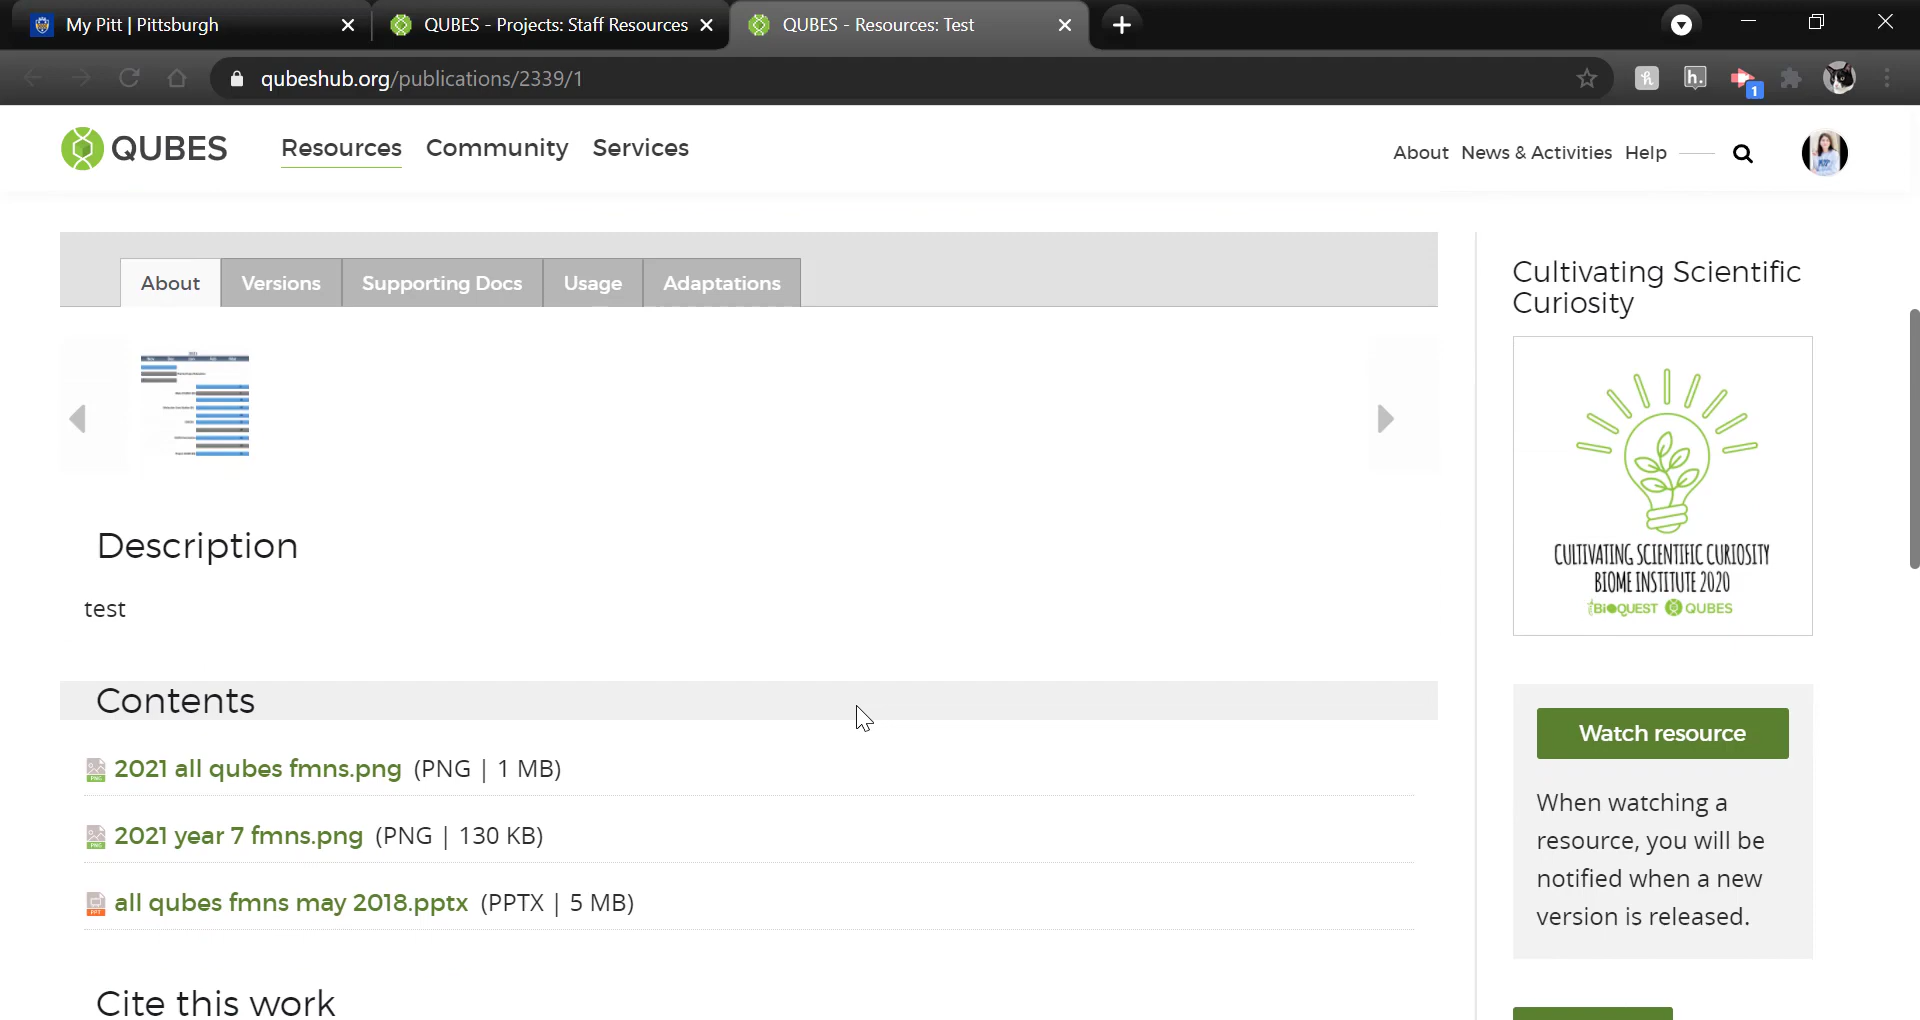 My Pitt | Pittsburgh
QUBES - Projects: Staff Resources
QUBES - Resources: Test
qubeshub.org/publications/2339/1
h.
1
QUBES
Resources
Community
Services
About
News & Activities
Help
About
Versions
Supporting Docs
Usage
Adaptations
Description
test
Contents
2021 all qubes fmns.png (PNG | 1 MB)
2021 year 7 fmns.png (PNG | 130 KB)
all qubes fmns may 2018.pptx (PPTX | 5 MB)
Cite this work
Cultivating Scientific
Curiosity
CULTIVATING SCIENTIFIC CURIOSITY
BIOME INSTITUTE 2020
BIOQUEST QUBES
Watch resource
When watching a
resource, you will be
notified when a new
version is released.